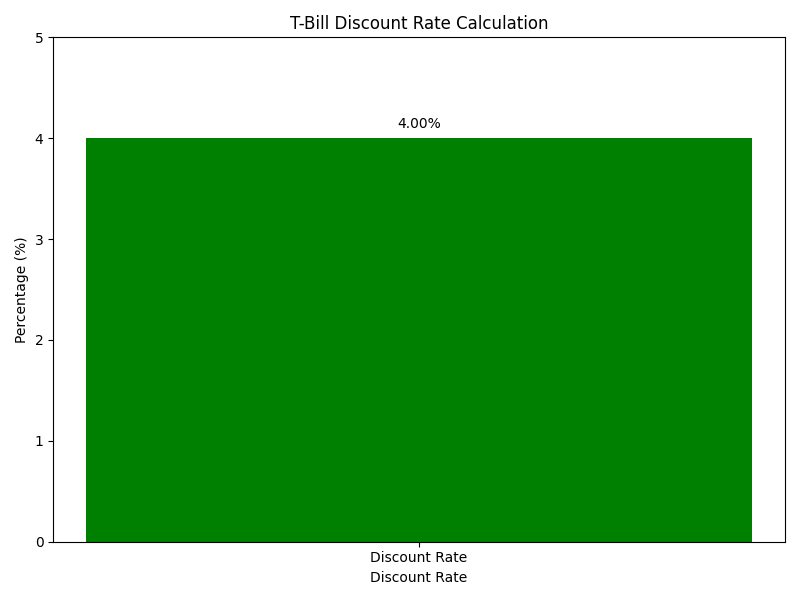 T-Bill Discount Rate Calculation
5
4.00%
4
3
Percentage (%)
2
1
0
Discount Rate
Discount Rate